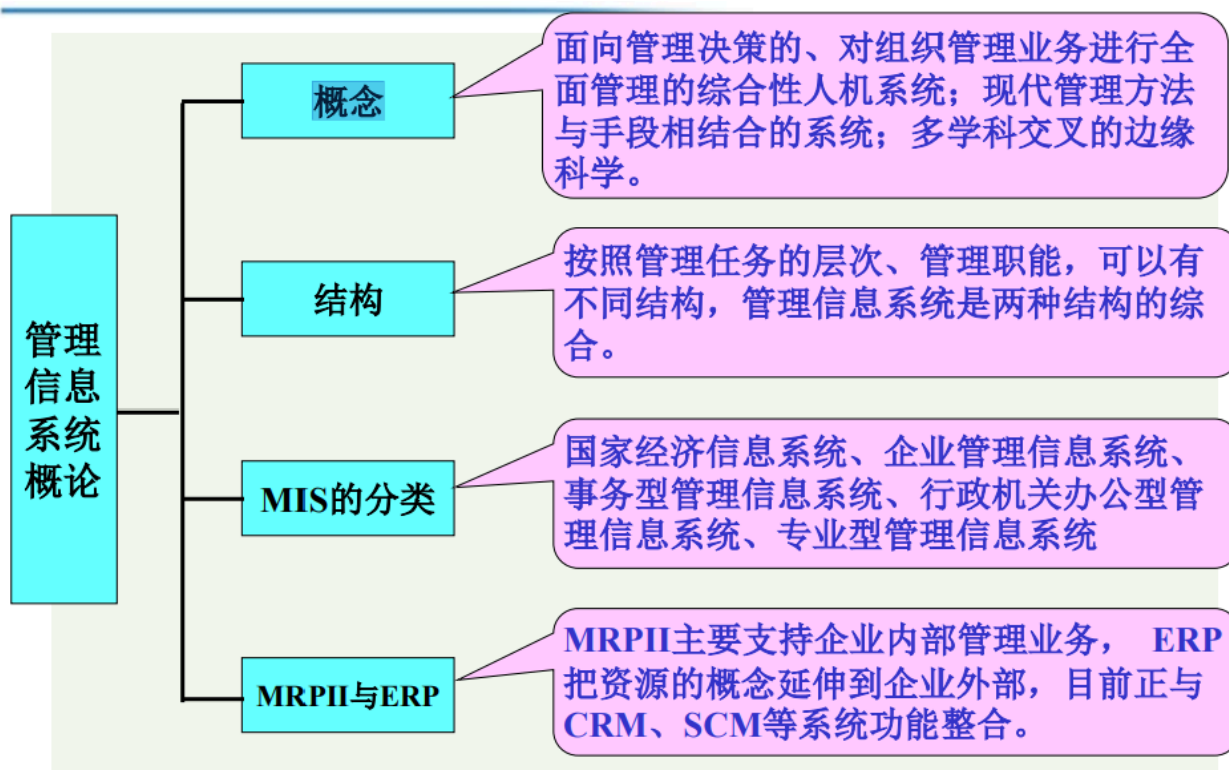 管理
信息
系统
概论
概念
面向管理决策的、对组织管理业务进行全
面管理的综合性人机系统；现代管理方法
与手段相结合的系统；多学科交叉的边缘
科学。
结构
按照管理任务的层次、管理职能，可以有
不同结构，管理信息系统是两种结构的综
合。
MIS的分类
国家经济信息系统、企业管理信息系统、
事务型管理信息系统、行政机关办公型管
理信息系统、专业型管理信息系统
MRPII与ERP
MRPII主要支持企业内部管理业务， ERP
把资源的概念延伸到企业外部，目前正与
CRM、SCM等系统功能整合。